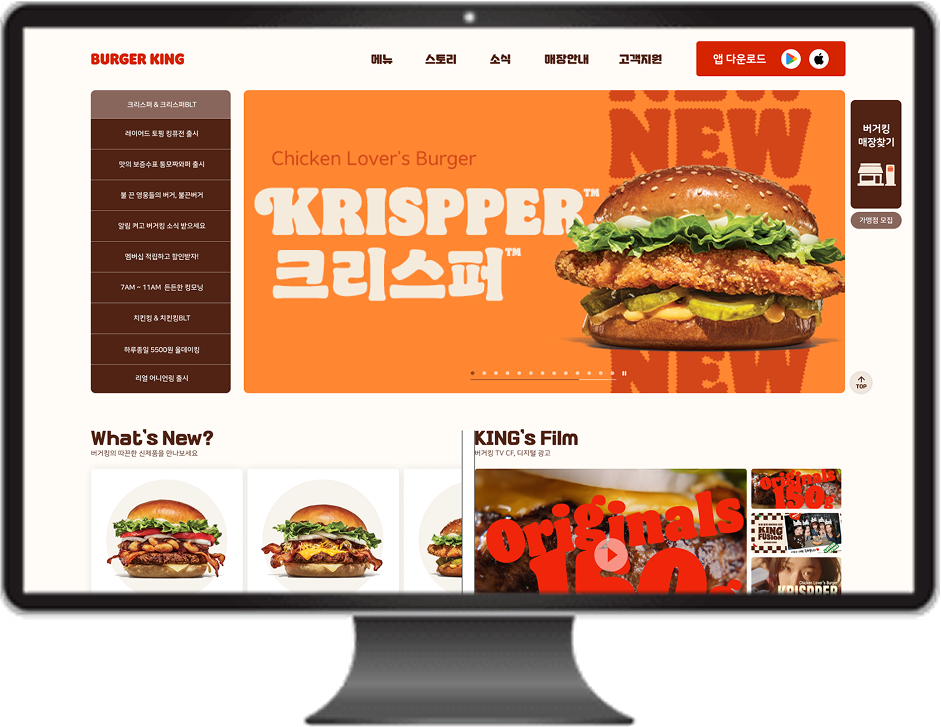 BURGER KING
메뉴
스토리
소식
매장안내
고객지원
앱 다운로드
크리스퍼 & 크리스퍼BLT
레이어드 토핑 킹퓨전 출시
맛의 보증수표 통모짜와퍼 출시
불 끈 영웅들의 버거, 불끈버거
알림 켜고 버거킹 소식 받으세요
멤버십 적립하고 할인받자!
7AM ~ 11AM 든든한 킹모닝
치킨킹 & 치킨킹BLT
하루종일 5500원 올데이킹
리얼 어니언링 출시
NEW
NEW
NEW
Chicken Lover's Burger
KRISPPER™
크리스퍼™
버거킹
매장찾기
가맹점 모집
TOP
What's New?
버거킹의 따끈한 신제품을 만나보세요
KING's Film
버거킹 TV CF, 디지털 광고
Originals
150g
Originals
150g
KING
FUSION
Chicken Lover's Burger
KRISPPER